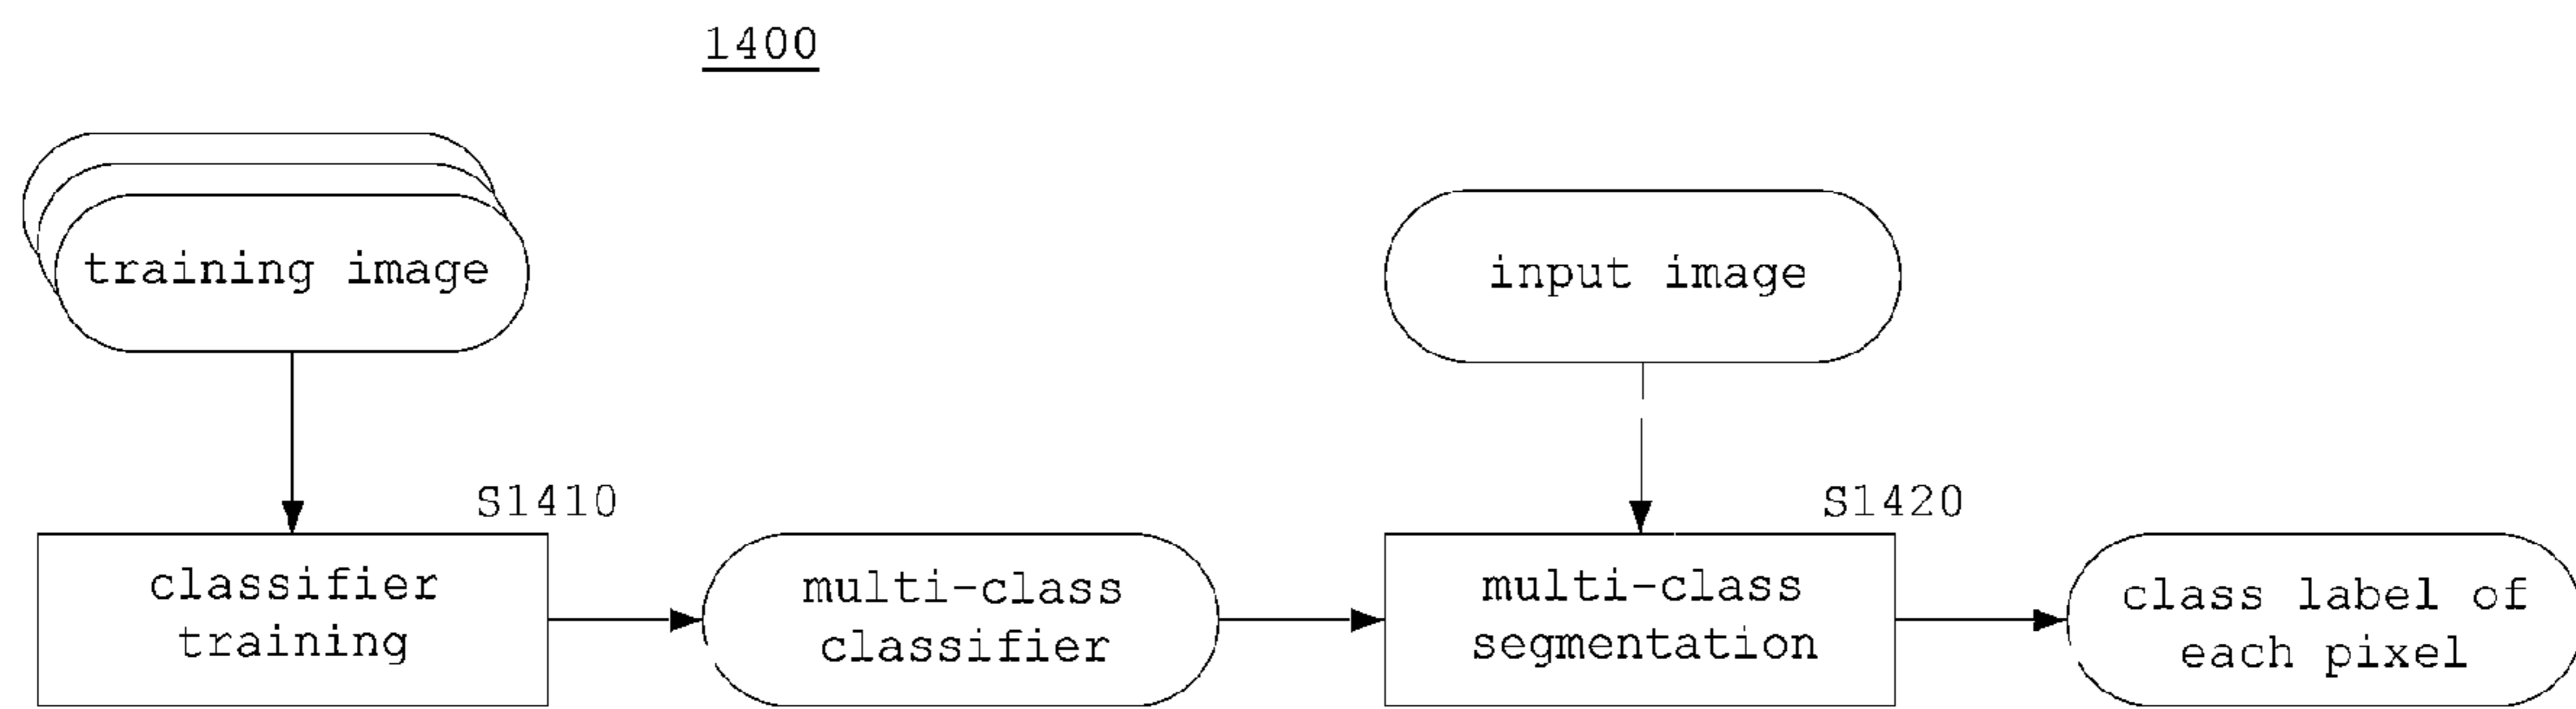 1400
training image
input image
S1410
S1420
classifier
training
multi-class
classifier
multi-class
segmentation
class label of
each pixel